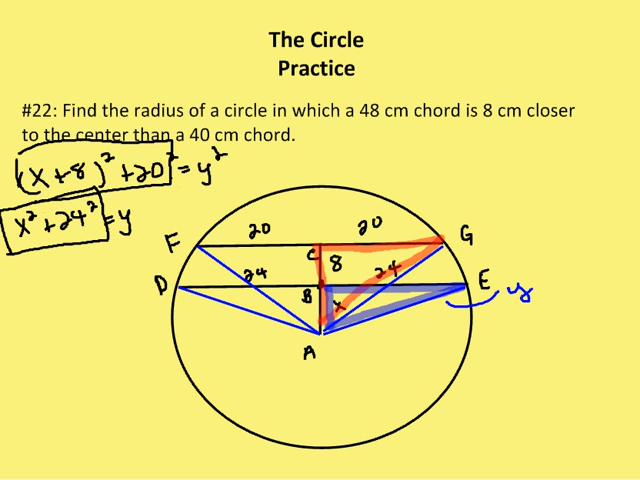 The Circle
Practice
#22: Find the radius of a circle in which a 48 cm chord is 8 cm closer
to the center than a 40 cm chord.
(x+8)² +20² = y²
x² + 24² = y
20 20
F G
C 8
D 24 24 E
B x y
A